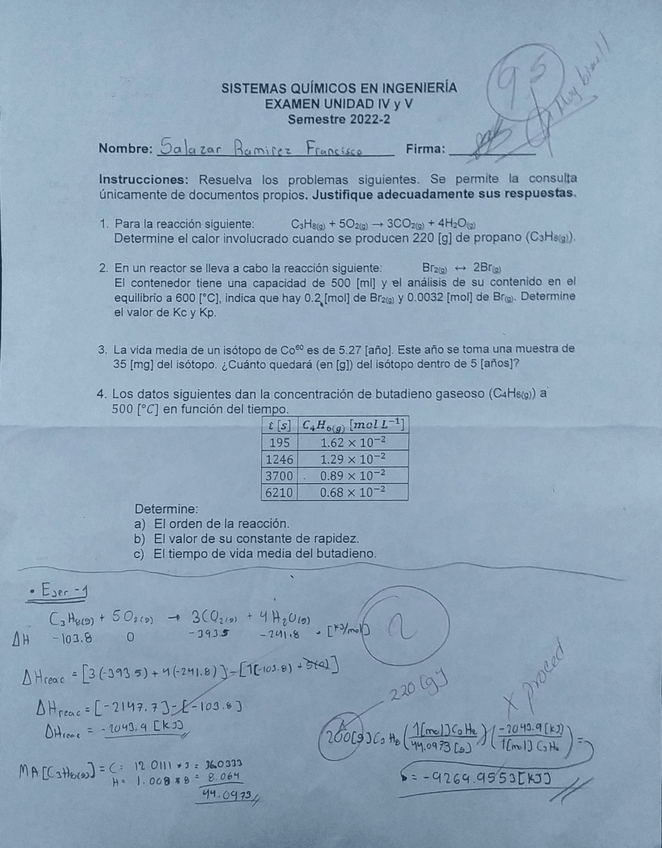 SISTEMAS QUÍMICOS EN INGENIERÍA
EXAMEN UNIDAD IV y V
Semestre 2022-2
95
Muy bien!!
Nombre: Salazar Ramirez Francisco Firma:
Instrucciones: Resuelva los problemas siguientes. Se permite la consulta
únicamente de documentos propios. Justifique adecuadamente sus respuestas.
1. Para la reacción siguiente: C3H8(g) + 5O2(g) → 3CO2(g) + 4H2O(g)
Determine el calor involucrado cuando se producen 220 [g] de propano (C3H8(g)).
2. En un reactor se lleva a cabo la reacción siguiente: Br2(g) ↔ 2Br(g)
El contenedor tiene una capacidad de 500 [ml] y el análisis de su contenido en el
equilibrio a 600 [°C], indica que hay 0.2 [mol] de Br2(g) y 0.0032 [mol] de Br(g). Determine
el valor de Kc y Kp.
3. La vida media de un isótopo de Co60 es de 5.27 [año]. Este año se toma una muestra de
35 [mg] del isótopo. ¿Cuánto quedará (en [g]) del isótopo dentro de 5 [años]?
4. Los datos siguientes dan la concentración de butadieno gaseoso (C4H6(g)) a
500 [°C] en función del tiempo.
t [s] C4H6(g) [mol L−1]
195 1.62 × 10−2
1246 1.29 × 10−2
3700 0.89 × 10−2
6210 0.68 × 10−2
Determine:
a) El orden de la reacción.
b) El valor de su constante de rapidez.
c) El tiempo de vida media del butadieno.
• Ejer -1
C3H8(g) + 5O2(g) → 3CO2(g) + 4H2O(g)
ΔH -103.8 0 -393.5 -241.8 [kJ/mol]
2
ΔHreac = [3(-393.5) + 4(-241.8)] - [1(-103.8) + 5(0)]
ΔHreac = [-2147.7] - [-103.8]
ΔHreac = -2043.9 [kJ]
220 [g]
X proced
200[g]C3H8 (1[mol]C3H8 / 44.0973 [g]) (-2043.9[kJ] / 1[mol] C3H8) =
= -9269.9553[kJ]
MA[C3H8(g)] = C = 12.0111 * 3 = 36.0333
H = 1.008 * 8 = 8.064
44.0973